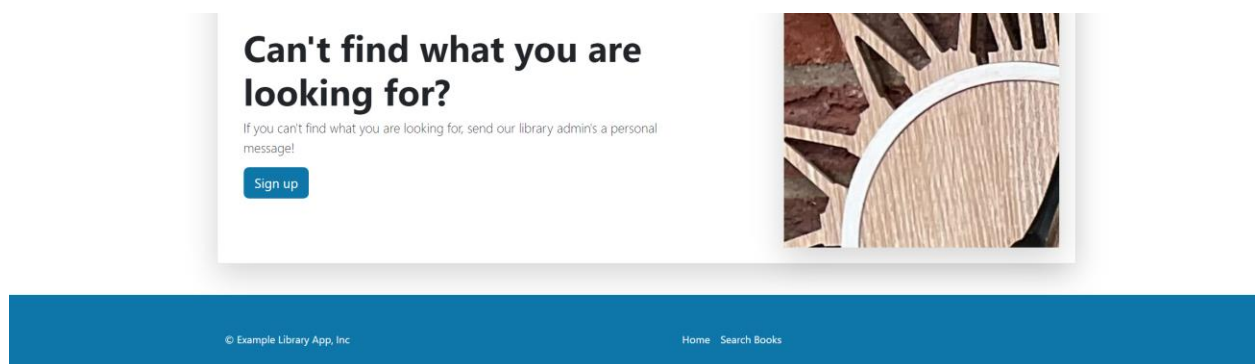 Can't find what you are
looking for?
If you can't find what you are looking for, send our library admin's a personal
message!
Sign up
© Example Library App, Inc
Home Search Books